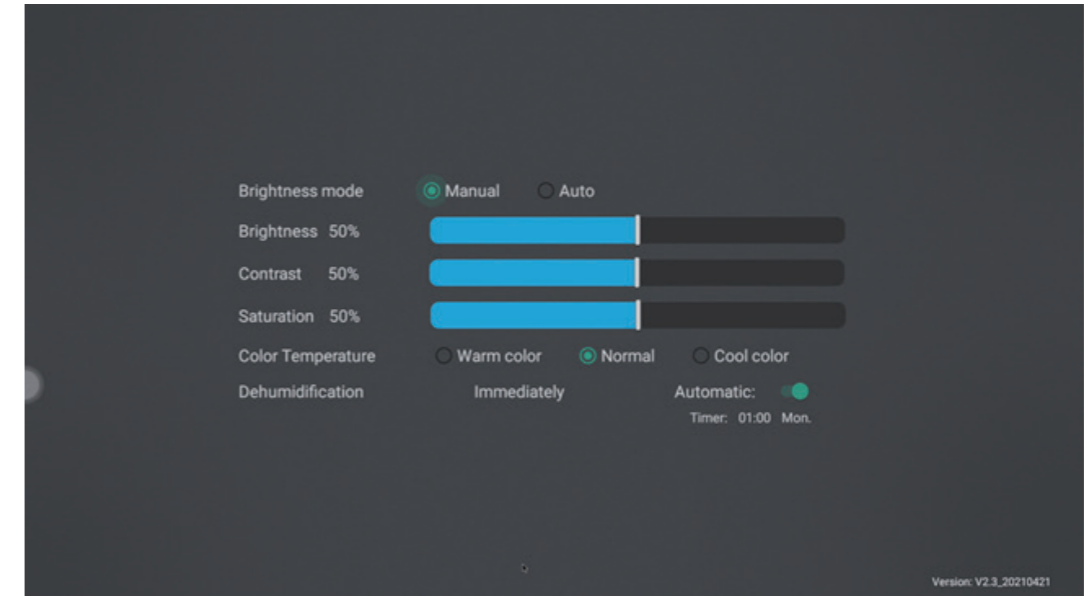 Brightness mode Manual Auto
Brightness 50%
Contrast 50%
Saturation 50%
Color Temperature Warm color Normal Cool color
Dehumidification Immediately Automatic:
Timer: 01:00 Mon.
Version: V2.3_20210421